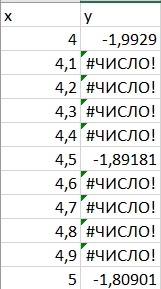 x y
4 -1,9929
4,1 #ЧИСЛО!
4,2 #ЧИСЛО!
4,3 #ЧИСЛО!
4,4 #ЧИСЛО!
4,5 -1,89181
4,6 #ЧИСЛО!
4,7 #ЧИСЛО!
4,8 #ЧИСЛО!
4,9 #ЧИСЛО!
5 -1,80901